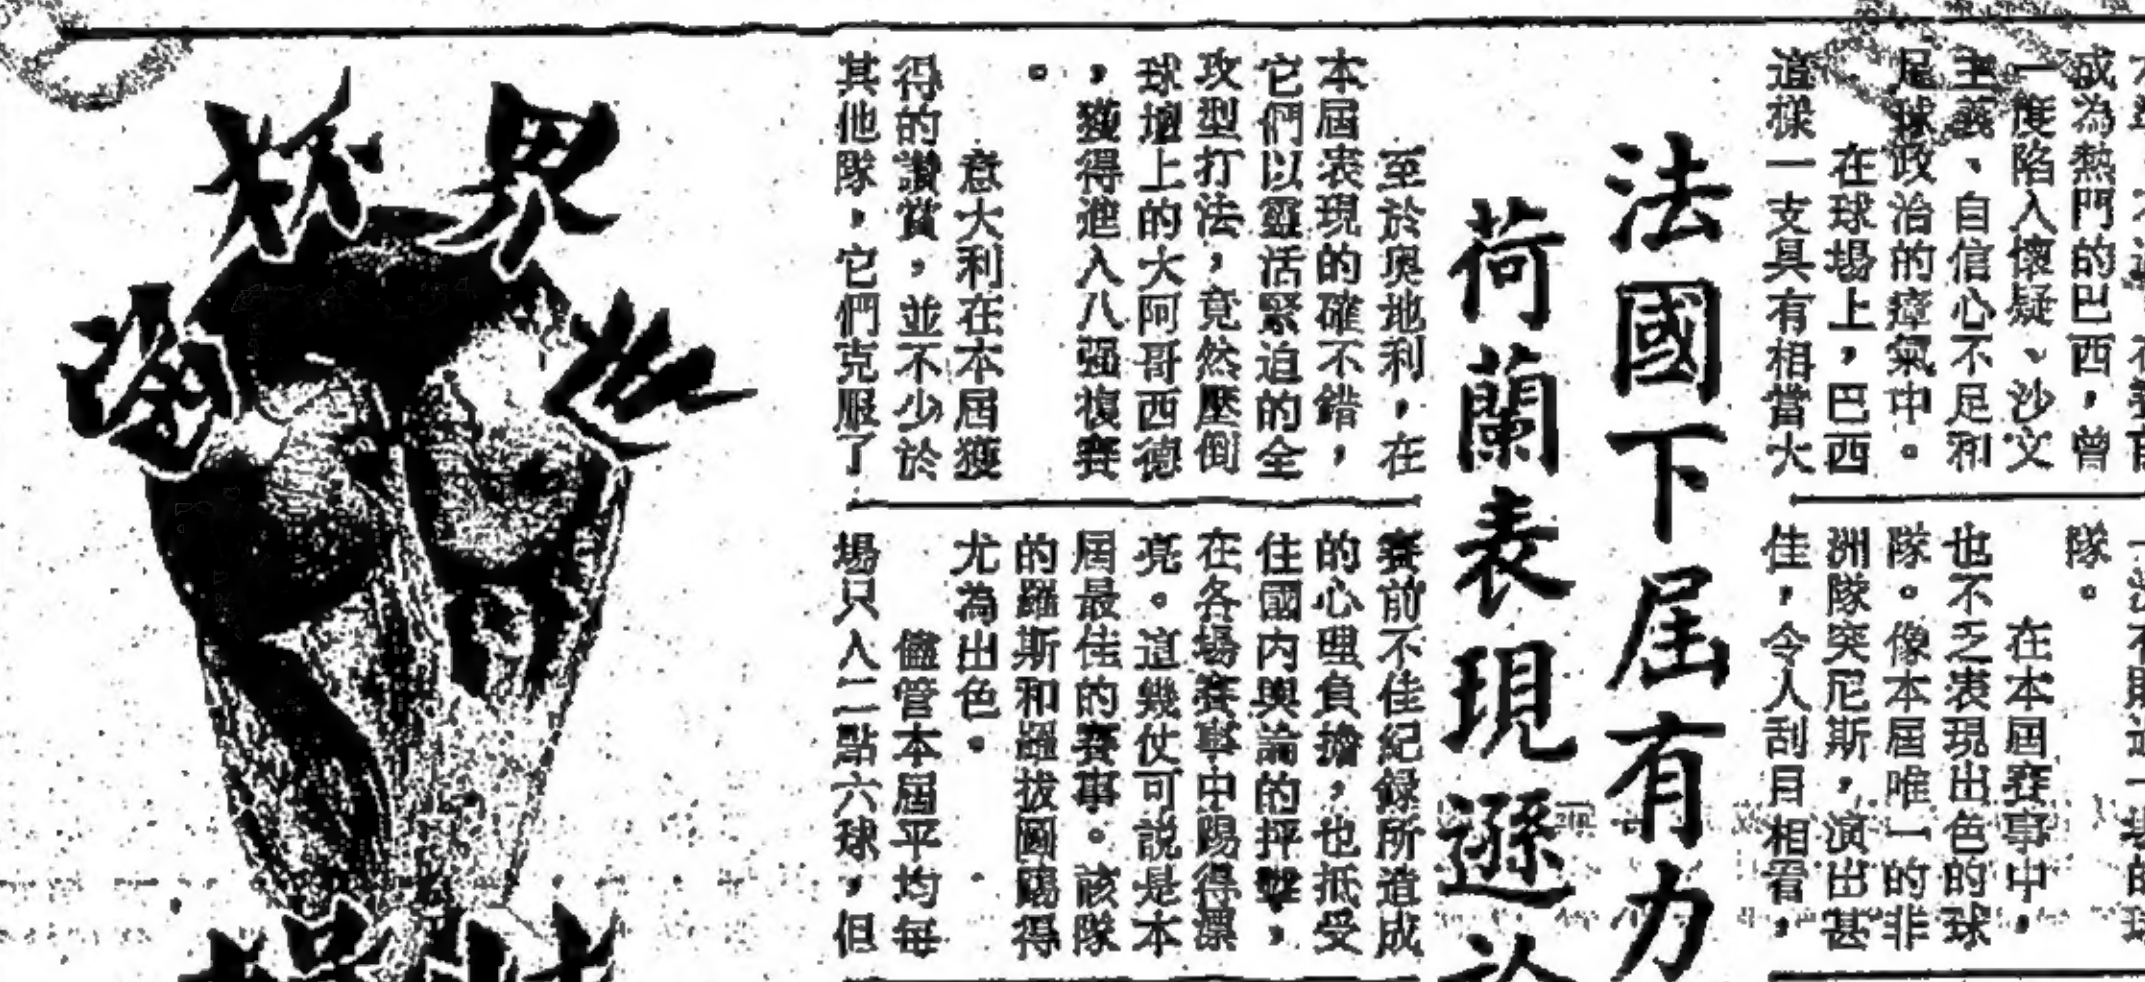 成為熱門的巴西，曾
一度陷入懷疑、沙文
主義、自信心不足和
足球政治的瘴氣中。
在球場上，巴西
這樣一支具有相當大
隊。
在本屆賽事中，
也不乏表現出色的球
隊。像本屆唯一的非
洲隊突尼斯，演出甚
佳，令人刮目相看，
法國下屆有力
荷蘭表現遜
至於奧地利，在
本屆表現的確不錯，
它們以靈活緊迫的全
攻型打法，竟然壓倒
球壇上的大阿哥西德
，獲得進入八强複賽
。
意大利在本屆獲
得的讚賞，並不少於
其他隊，它們克服了
賽前不佳紀錄所造成
的心理負擔，也抵受
住國內輿論的抨擊，
在各場賽事中踢得漂
亮。這幾仗可說是本
屆最佳的賽事。該隊
的羅斯和羅拔圖踢得
尤為出色。
儘管本屆平均每
場只入二點六球，但
世界杯